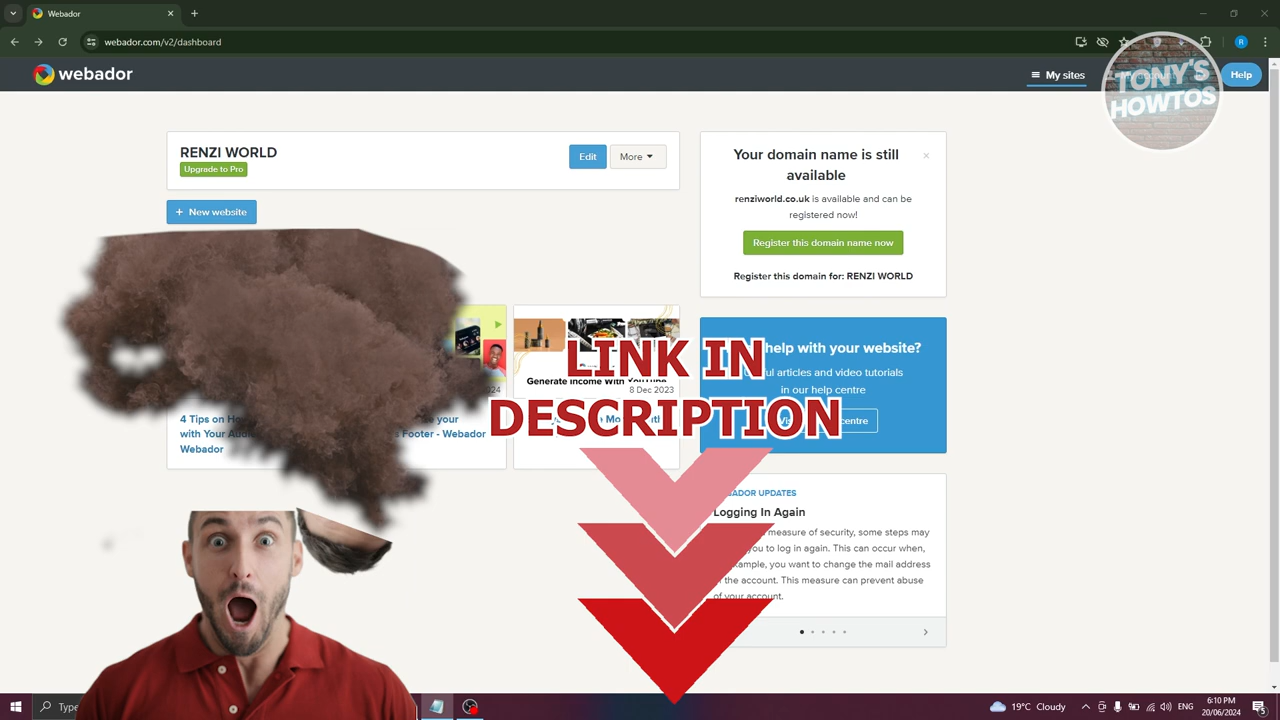 Webador
webador.com/v2/dashboard
R
webador
My sites
Help
TONY'S
HOWTOS
RENZI WORLD
Upgrade to Pro
Edit
More
+ New website
Your domain name is still
available
renziworld.co.uk is available and can be
registered now!
Register this domain name now
Register this domain for: RENZI WORLD
help with your website?
articles and video tutorials
in our help centre
centre
Generate Income With YouTube
8 Dec 2023
4 Tips on
with Your
Webador
your
Footer - Webador
LINK IN
DESCRIPTION
UPDATES
Logging In Again
measure of security, some steps may
you to log in again. This can occur when,
you want to change the mail address
the account. This measure can prevent abuse
of your account.
Type
19°C Cloudy
6:10 PM
20/06/2024
5